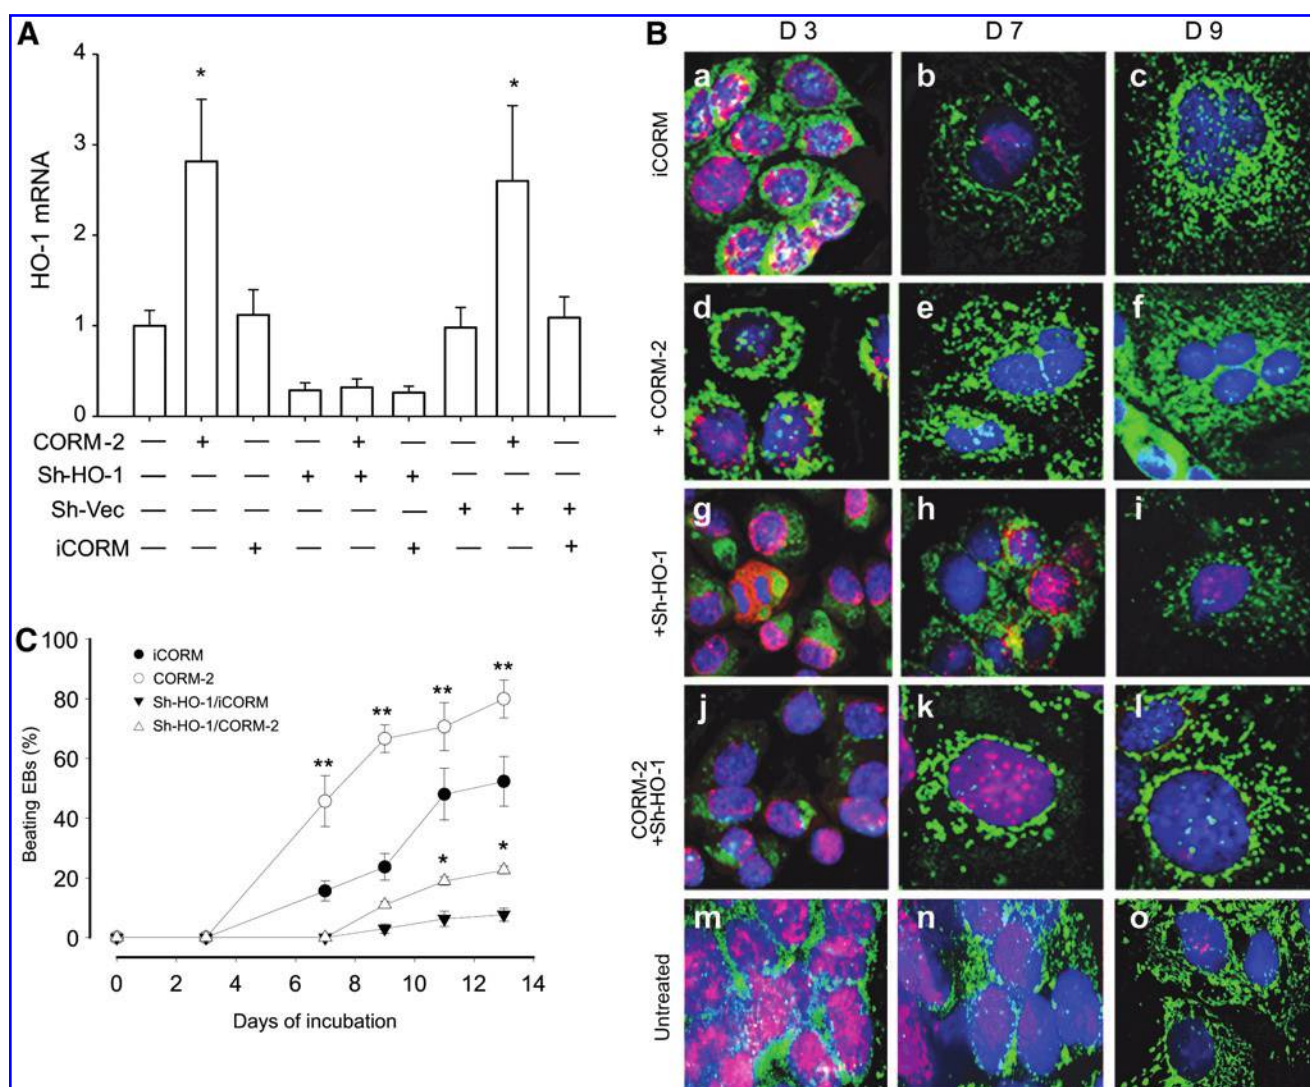 A
4
*
*
3
2
1
0
HO-1 mRNA
CORM-2 — + — — + — — + —
Sh-HO-1 — — — + + + — — —
Sh-Vec — — — — — — + + +
iCORM — — + — — + — — +
B
D 3 D 7 D 9
iCORM
a b c
+ CORM-2
d e f
+Sh-HO-1
g h i
CORM-2
+Sh-HO-1
j k l
Untreated
m n o
C
100
80
60
40
20
0
Beating EBs (%)
iCORM
CORM-2
Sh-HO-1/iCORM
Sh-HO-1/CORM-2
** ** ** **
* *
0 2 4 6 8 10 12 14
Days of incubation